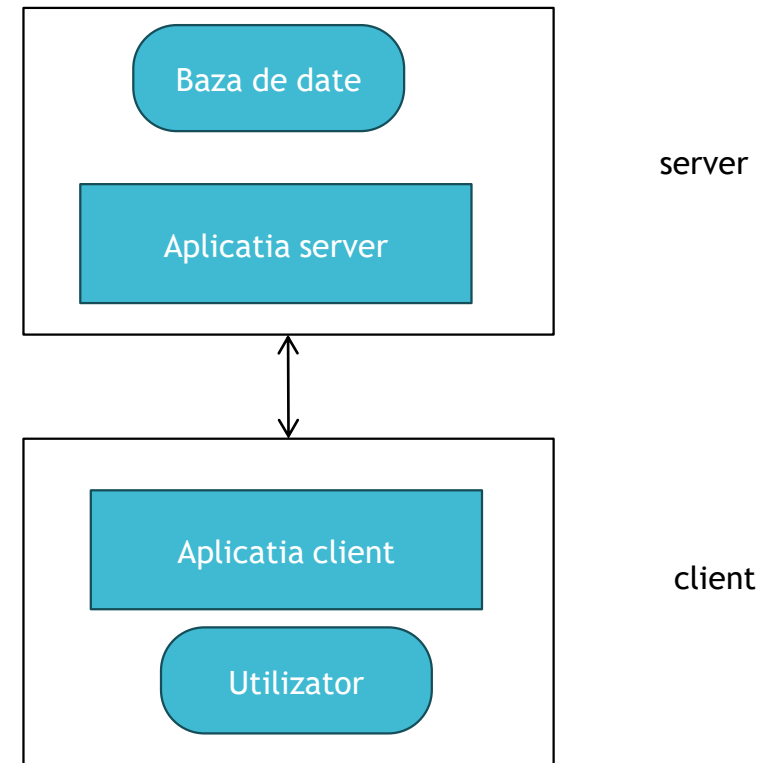 Baza de date
server
Aplicatia server
Aplicatia client
client
Utilizator